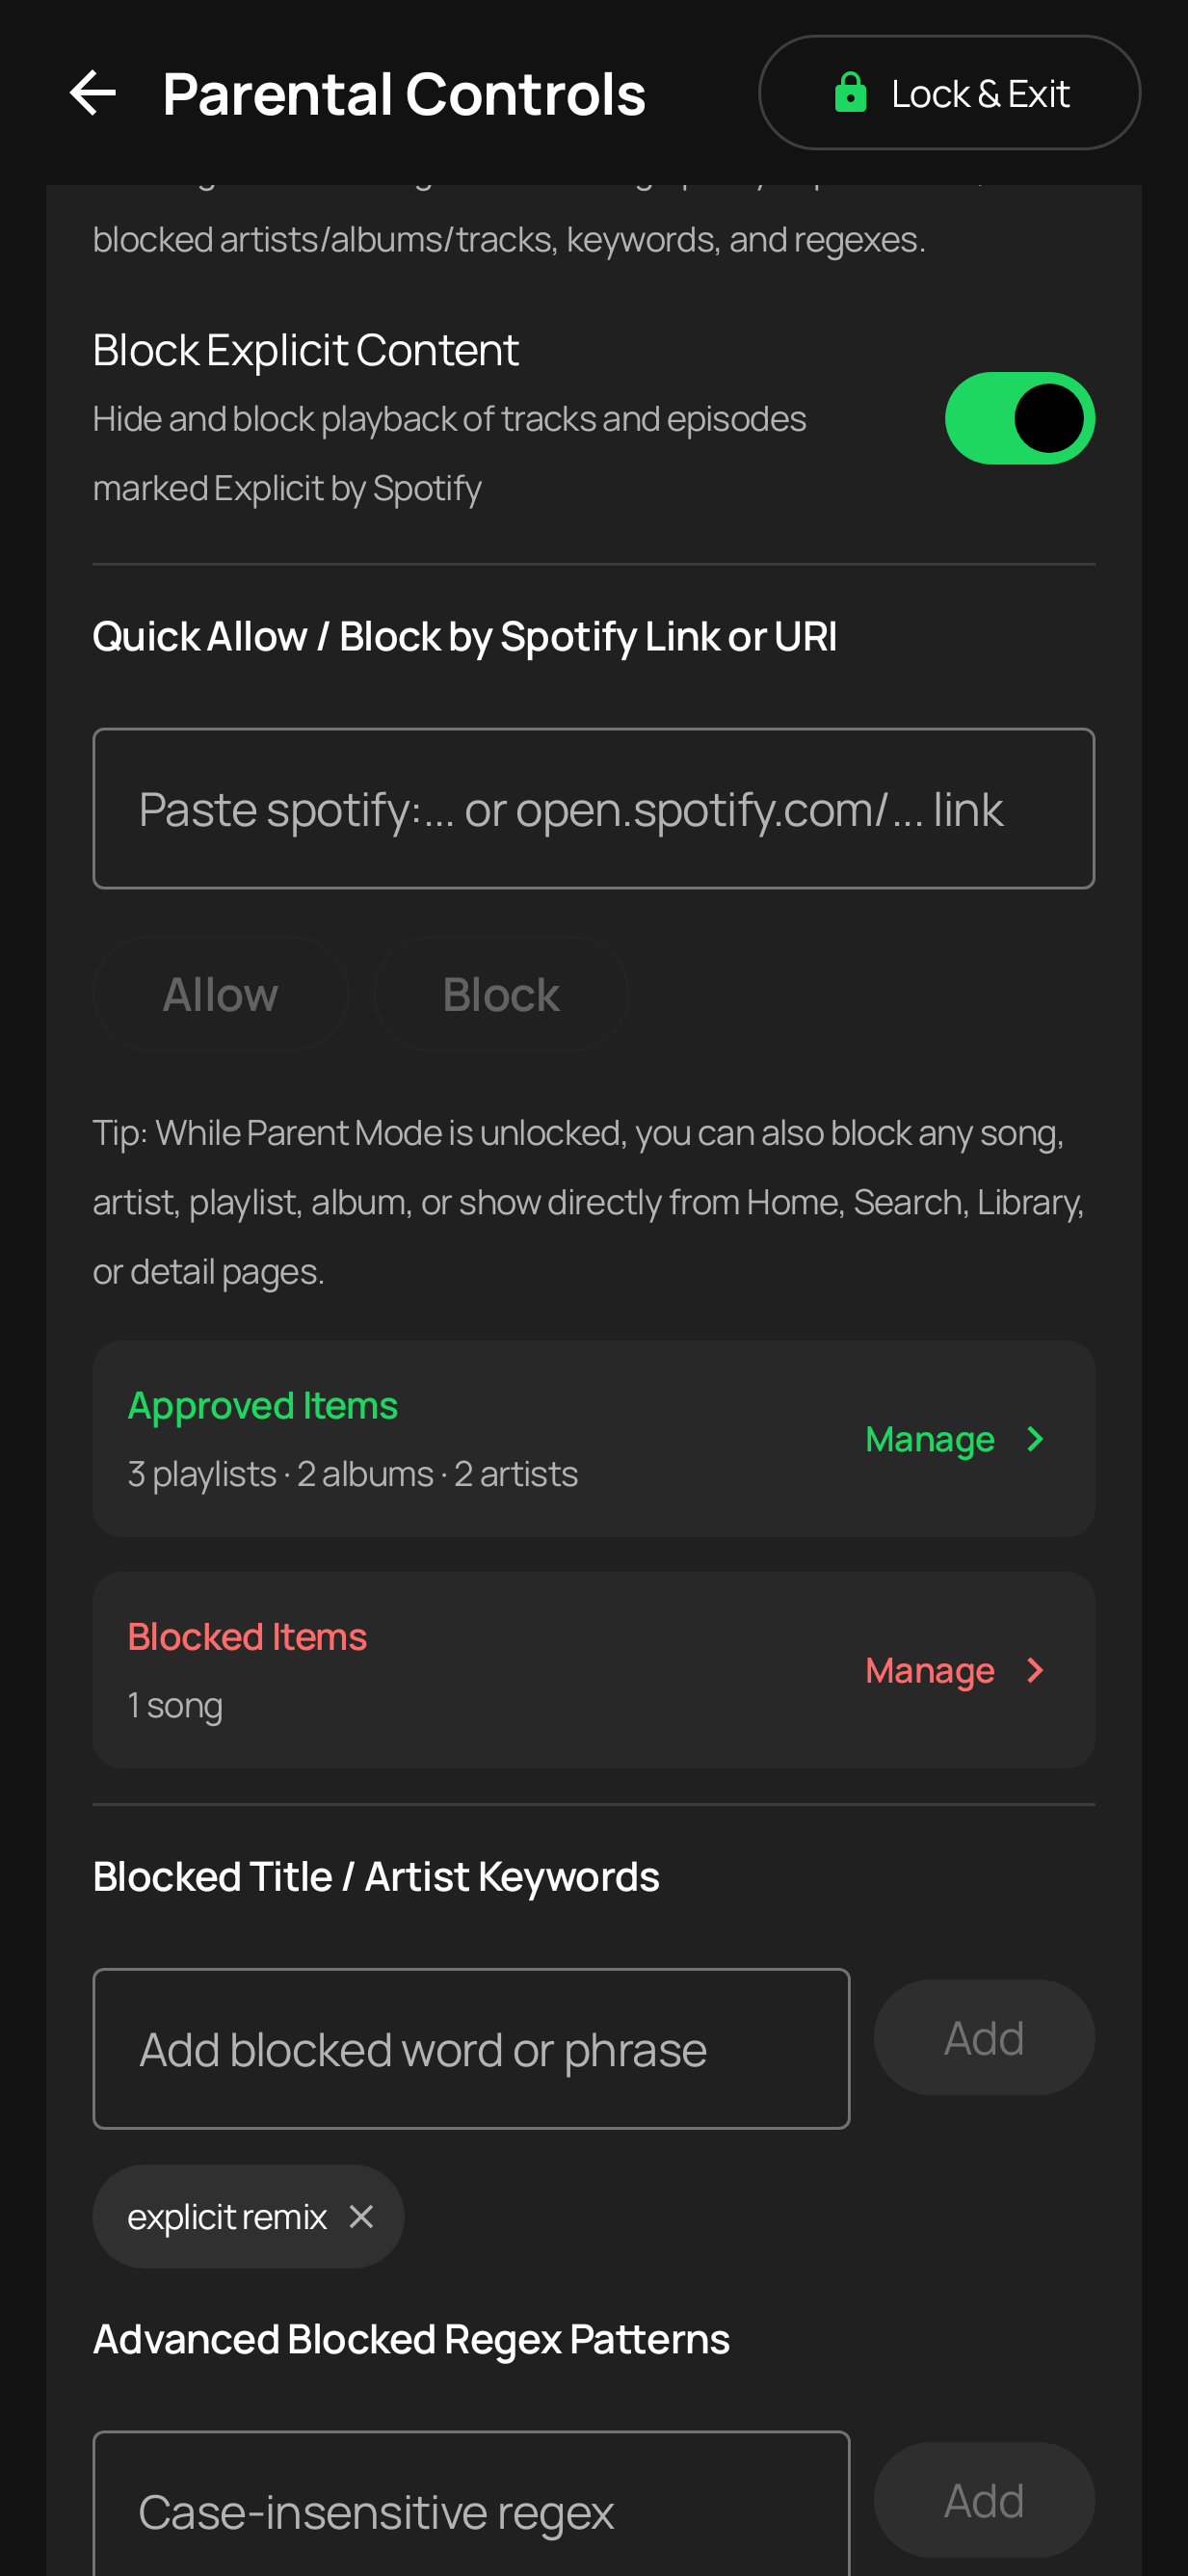 Parental Controls
Lock & Exit
blocked artists/albums/tracks, keywords, and regexes.
Block Explicit Content
Hide and block playback of tracks and episodes
marked Explicit by Spotify
Quick Allow / Block by Spotify Link or URI
Paste spotify:... or open.spotify.com/... link
Allow
Block
Tip: While Parent Mode is unlocked, you can also block any song,
artist, playlist, album, or show directly from Home, Search, Library,
or detail pages.
Approved Items
3 playlists · 2 albums · 2 artists
Manage
Blocked Items
1 song
Manage
Blocked Title / Artist Keywords
Add blocked word or phrase
Add
explicit remix
Advanced Blocked Regex Patterns
Case-insensitive regex
Add